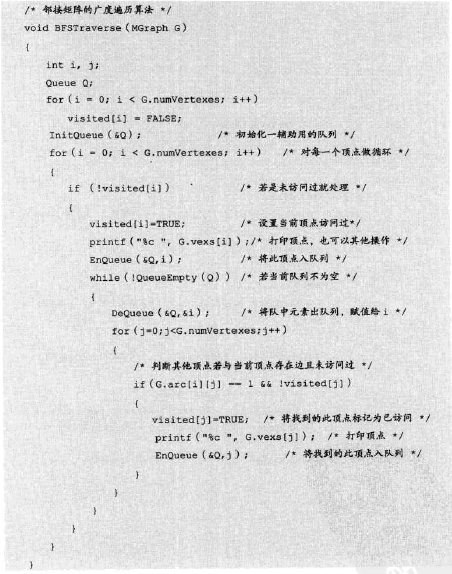 /* 邻接矩阵的广度遍历算法 */
void BFSTraverse(MGraph G)
{
int i, j;
Queue Q;
for(i = 0; i < G.numVertexes; i++)
visited[i] = FALSE;
InitQueue(&Q); /* 初始化一辅助用的队列 */
for(i = 0; i < G.numVertexes; i++) /* 对每一个顶点做循环 */
{
if (!visited[i]) /* 若是未访问过就处理 */
{
visited[i]=TRUE; /* 设置当前顶点访问过*/
printf("%c ", G.vexs[i]);/* 打印顶点，也可以其他操作 */
EnQueue(&Q,i); /* 将此顶点入队列 */
while(!QueueEmpty(Q)) /* 若当前队列不为空 */
{
DeQueue(&Q,&i); /* 将队中元素出队列，赋值给i */
for(j=0;j<G.numVertexes;j++)
{
/* 判断其他顶点若与当前顶点存在边且未访问过 */
if(G.arc[i][j] == 1 && !visited[j])
{
visited[j]=TRUE; /* 将找到的此顶点标记为已访问 */
printf("%c ", G.vexs[j]); /* 打印顶点 */
EnQueue(&Q,j); /* 将找到的此顶点入队列 */
}
}
}
}
}
}